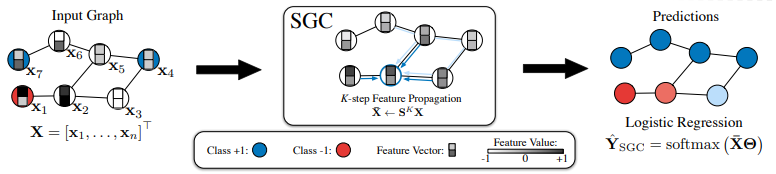 Input Graph
x₆
x₅
x₇
x₄
x₁
x₂
x₃
X = [x₁, . . . , xₙ]⊤
SGC
K-step Feature Propagation
X̄ ← SᴷX
Predictions
Logistic Regression
Ŷ_SGC = softmax (X̄Θ)
Class +1:
Class -1:
Feature Vector:
Feature Value:
-1 0 +1